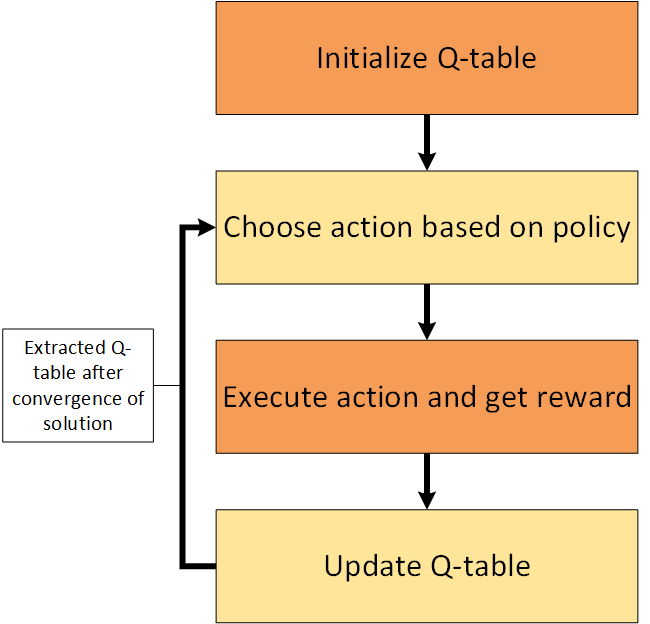 Initialize Q-table
Choose action based on policy
Extracted Q-
table after
convergence of
solution
Execute action and get reward
Update Q-table